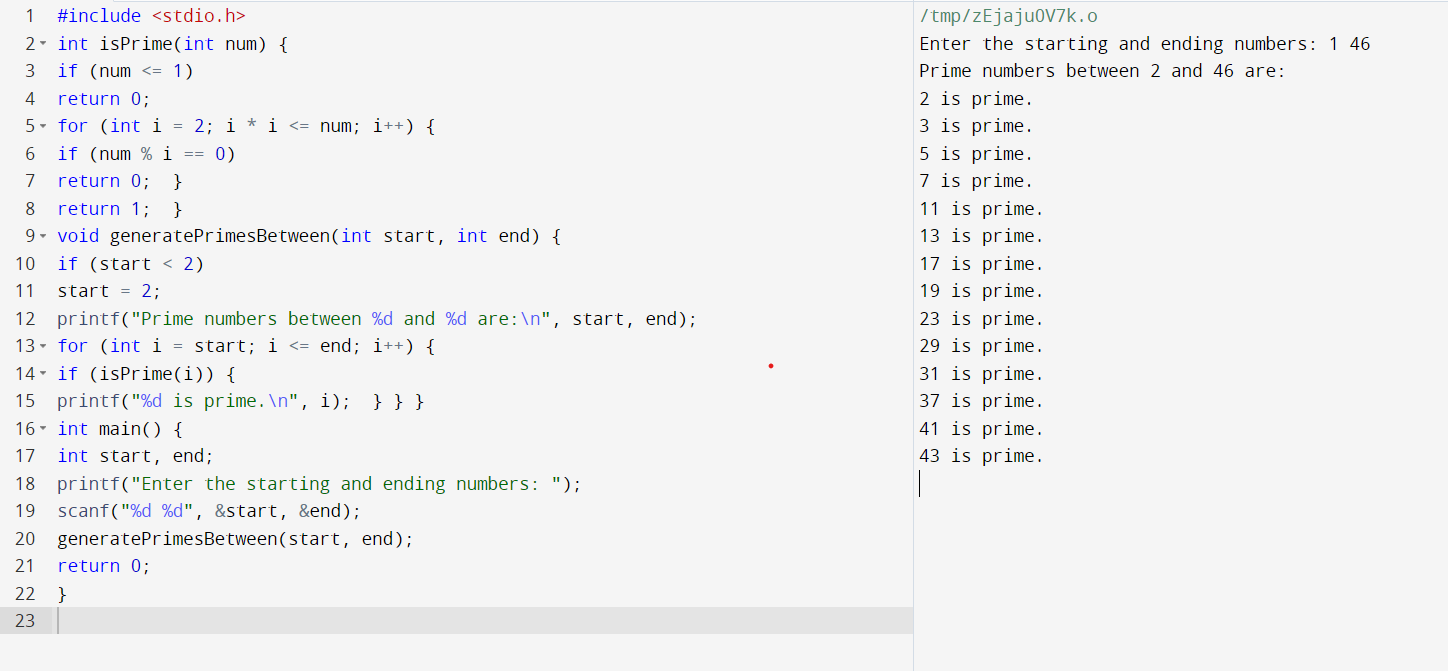 1 #include <stdio.h>
2 int isPrime(int num) {
3 if (num <= 1)
4 return 0;
5 for (int i = 2; i * i <= num; i++) {
6 if (num % i == 0)
7 return 0;  }
8 return 1;  }
9 void generatePrimesBetween(int start, int end) {
10 if (start < 2)
11 start = 2;
12 printf("Prime numbers between %d and %d are:\n", start, end);
13 for (int i = start; i <= end; i++) {
14 if (isPrime(i)) {
15 printf("%d is prime.\n", i);  } } }
16 int main() {
17 int start, end;
18 printf("Enter the starting and ending numbers: ");
19 scanf("%d %d", &start, &end);
20 generatePrimesBetween(start, end);
21 return 0;
22 }
23
/tmp/zEjaju0V7k.o
Enter the starting and ending numbers: 1 46
Prime numbers between 2 and 46 are:
2 is prime.
3 is prime.
5 is prime.
7 is prime.
11 is prime.
13 is prime.
17 is prime.
19 is prime.
23 is prime.
29 is prime.
31 is prime.
37 is prime.
41 is prime.
43 is prime.